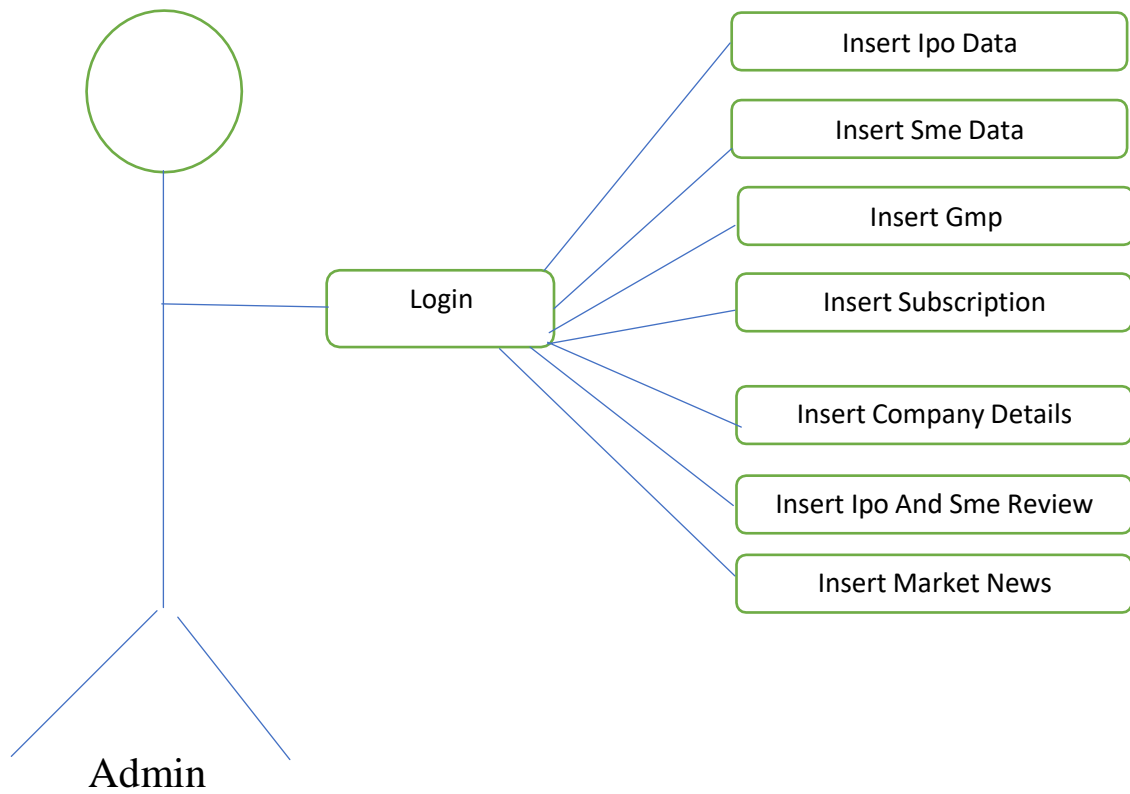 Insert Ipo Data
Insert Sme Data
Insert Gmp
Login
Insert Subscription
Insert Company Details
Insert Ipo And Sme Review
Insert Market News
Admin